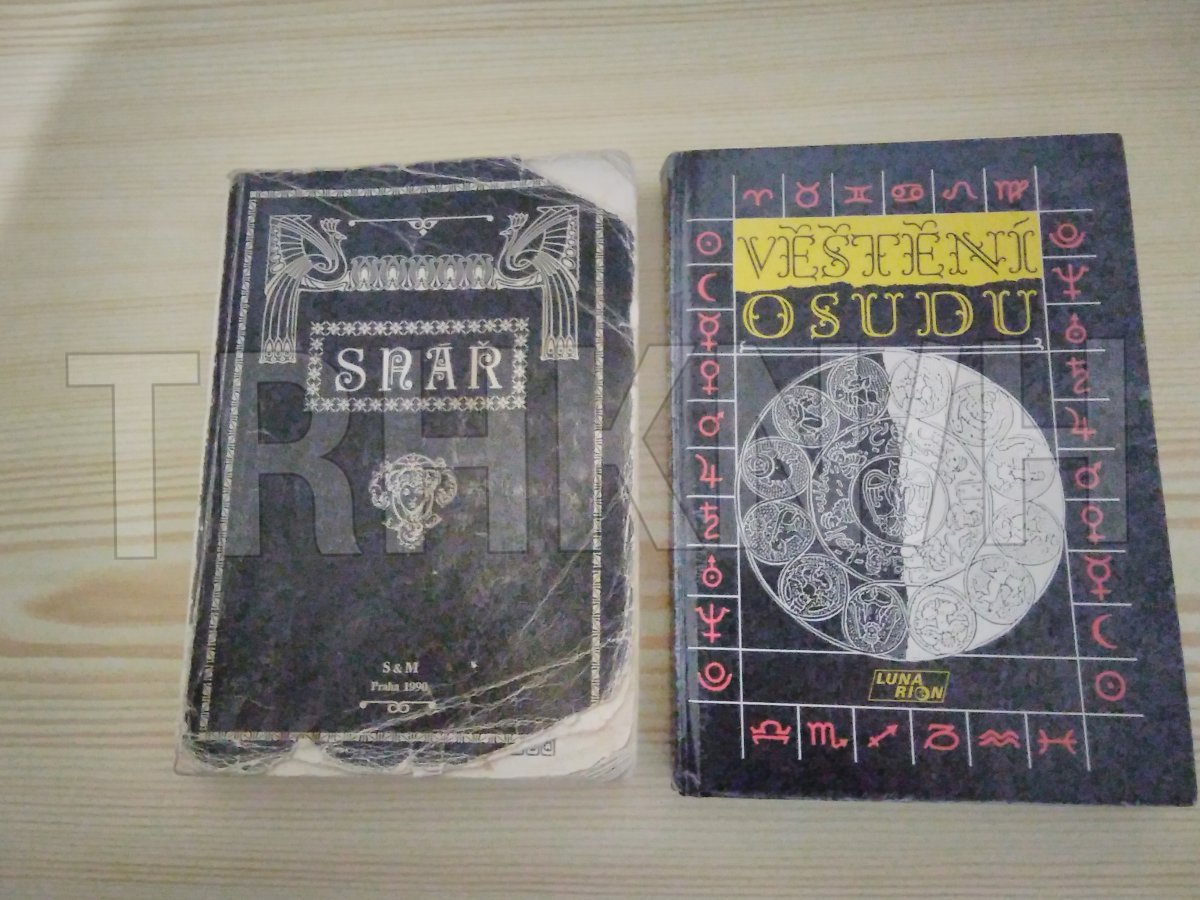 SNÁŘ
S & M
Praha 1990
VĚŠTĚNÍ
OSUDU
LUNA
RION
TRHKNIH